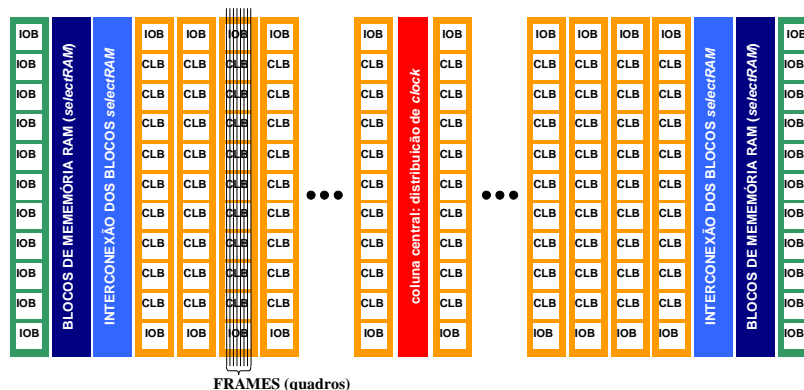 IOB IOB IOB IOB IOB IOB IOB IOB IOB IOB IOB IOB
IOB CLB CLB CLB CLB CLB CLB CLB CLB CLB CLB IOB
IOB CLB CLB CLB CLB CLB CLB CLB CLB CLB CLB IOB
IOB CLB CLB CLB CLB CLB CLB CLB CLB CLB CLB IOB
IOB CLB CLB CLB CLB CLB CLB CLB CLB CLB CLB IOB
IOB CLB CLB CLB CLB CLB CLB CLB CLB CLB CLB IOB
IOB CLB CLB CLB CLB CLB CLB CLB CLB CLB CLB IOB
IOB CLB CLB CLB CLB CLB CLB CLB CLB CLB CLB IOB
IOB CLB CLB CLB CLB CLB CLB CLB CLB CLB CLB IOB
IOB CLB CLB CLB CLB CLB CLB CLB CLB CLB CLB IOB
IOB IOB IOB IOB IOB IOB IOB IOB IOB IOB IOB IOB
BLOCOS DE MEMEMÓRIA RAM (selectRAM)
INTERCONEXÃO DOS BLOCOS selectRAM
coluna central: distribuicão de clock
INTERCONEXÃO DOS BLOCOS selectRAM
BLOCOS DE MEMEMÓRIA RAM (selectRAM)
FRAMES (quadros)